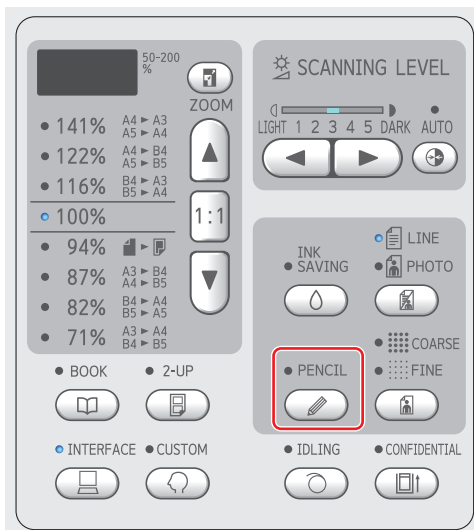 50-200
%
ZOOM
141% A4 ► A3
A5 ► A4
122% A4 ► B4
A5 ► B5
116% B4 ► A3
B5 ► A4
100%
1:1
94%
87% A3 ► B4
A4 ► B5
82% B4 ► A4
B5 ► A5
71% A3 ► A4
B4 ► B5
BOOK
2-UP
INTERFACE
CUSTOM
SCANNING LEVEL
LIGHT 1 2 3 4 5 DARK AUTO
INK
SAVING
LINE
PHOTO
PENCIL
COARSE
FINE
IDLING
CONFIDENTIAL